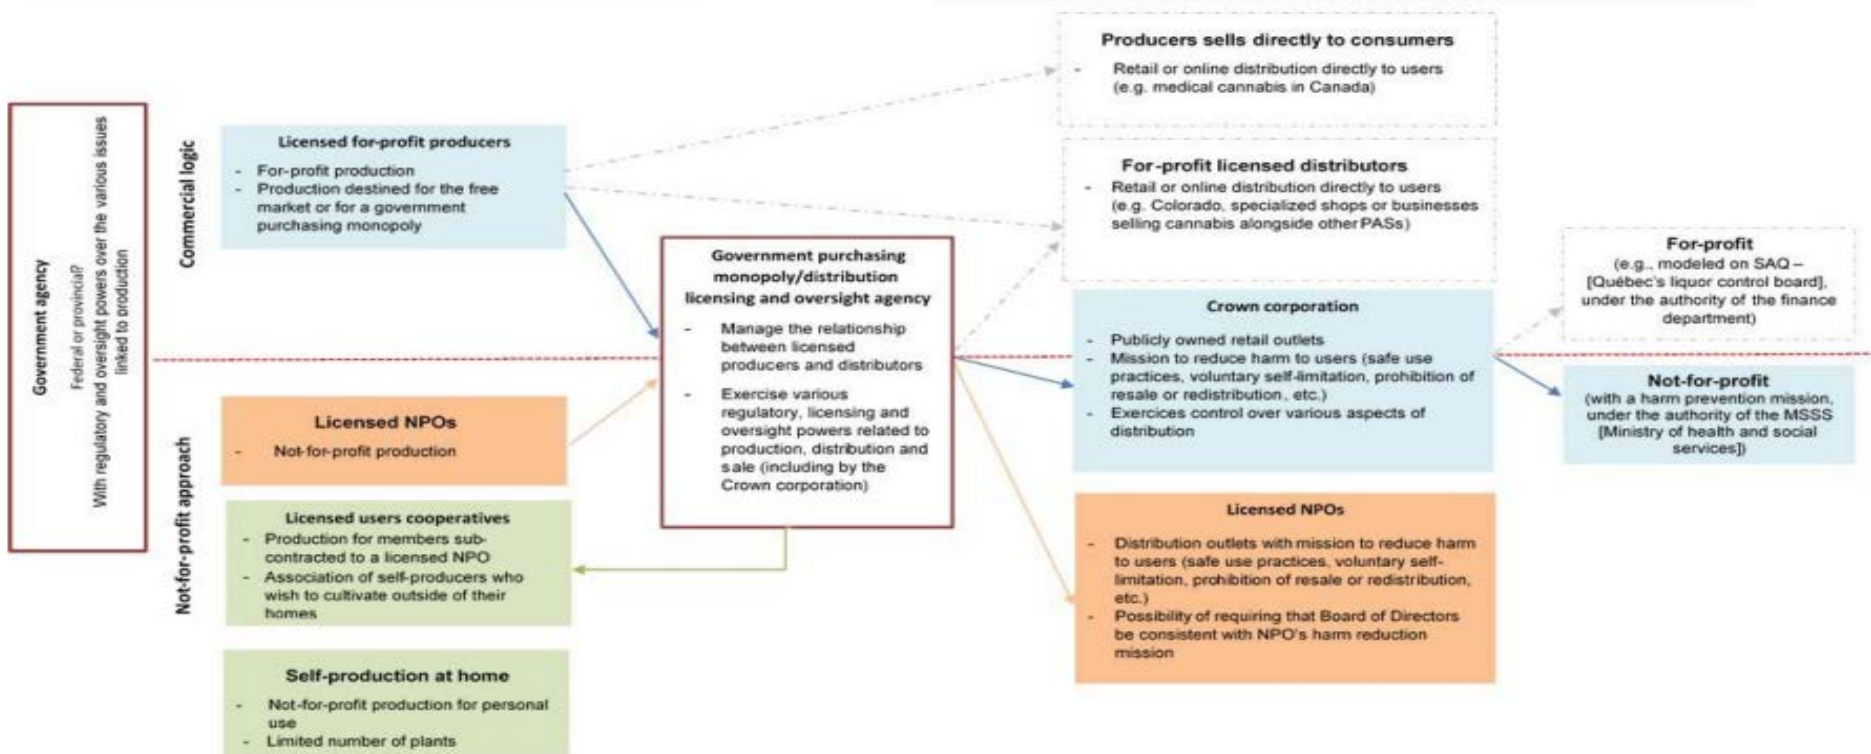 Government agency
Federal or provincial?
With regulatory and oversight powers over the various issues
linked to production
Commercial logic
Not-for-profit approach
Licensed for-profit producers
- For-profit production
- Production destined for the free
market or for a government
purchasing monopoly
Licensed NPOs
- Not-for-profit production
Licensed users cooperatives
- Production for members sub-
contracted to a licensed NPO
- Association of self-producers who
wish to cultivate outside of their
homes
Self-production at home
- Not-for-profit production for personal
use
- Limited number of plants
Government purchasing
monopoly/distribution
licensing and oversight agency
- Manage the relationship
between licensed
producers and distributors
- Exercise various
regulatory, licensing and
oversight powers related to
production, distribution and
sale (including by the
Crown corporation)
Producers sells directly to consumers
- Retail or online distribution directly to users
(e.g. medical cannabis in Canada)
For-profit licensed distributors
- Retail or online distribution directly to users
(e.g. Colorado, specialized shops or businesses
selling cannabis alongside other PASs)
Crown corporation
- Publicly owned retail outlets
- Mission to reduce harm to users (safe use
practices, voluntary self-limitation, prohibition of
resale or redistribution, etc.)
- Exercices control over various aspects of
distribution
Licensed NPOs
- Distribution outlets with mission to reduce harm
to users (safe use practices, voluntary self-
limitation, prohibition of resale or redistribution,
etc.)
- Possibility of requiring that Board of Directors
be consistent with NPO's harm reduction
mission
For-profit
(e.g., modeled on SAQ –
[Québec's liquor control board],
under the authority of the finance
department)
Not-for-profit
(with a harm prevention mission,
under the authority of the MSSS
[Ministry of health and social
services])